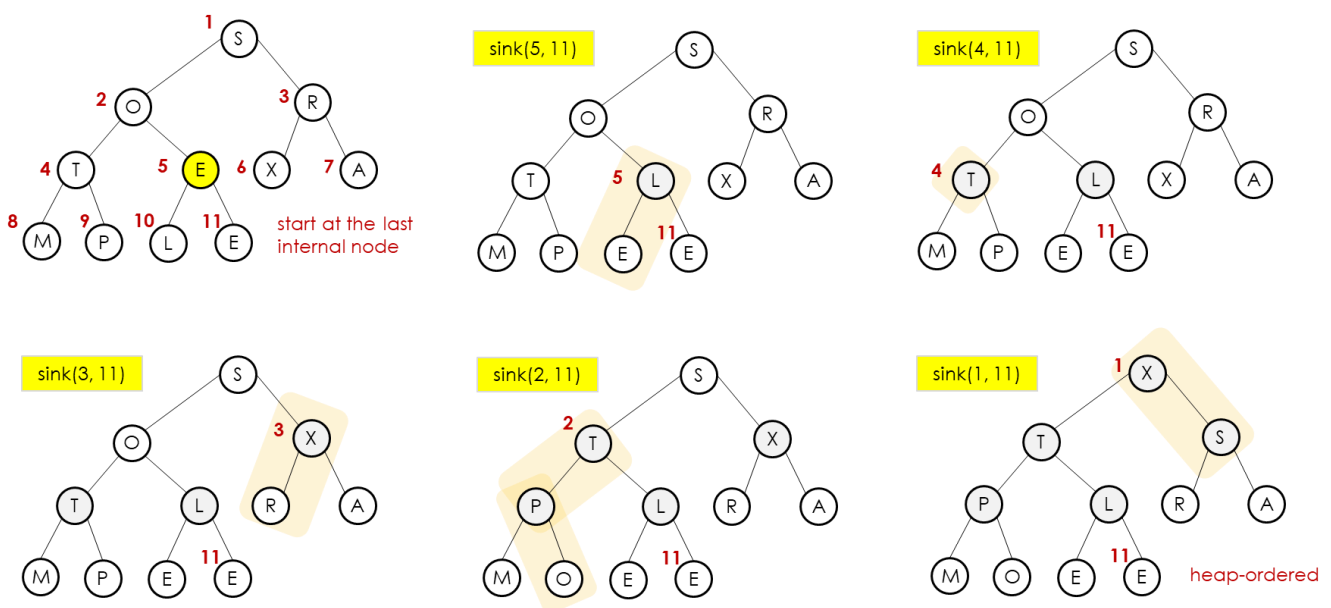 1
S
2
O
3
R
4
T
5
E
6
X
7
A
8
M
9
P
10
L
11
E
start at the last
internal node
sink(5, 11)
S
O
R
T
5
L
X
A
M
P
E
11
E
sink(4, 11)
S
O
R
4
T
L
X
A
M
P
E
11
E
sink(3, 11)
S
O
3
X
T
L
R
A
M
P
E
11
E
sink(2, 11)
S
2
T
X
P
L
R
A
M
O
E
11
E
sink(1, 11)
1
X
T
S
P
L
R
A
M
O
E
11
E
heap-ordered